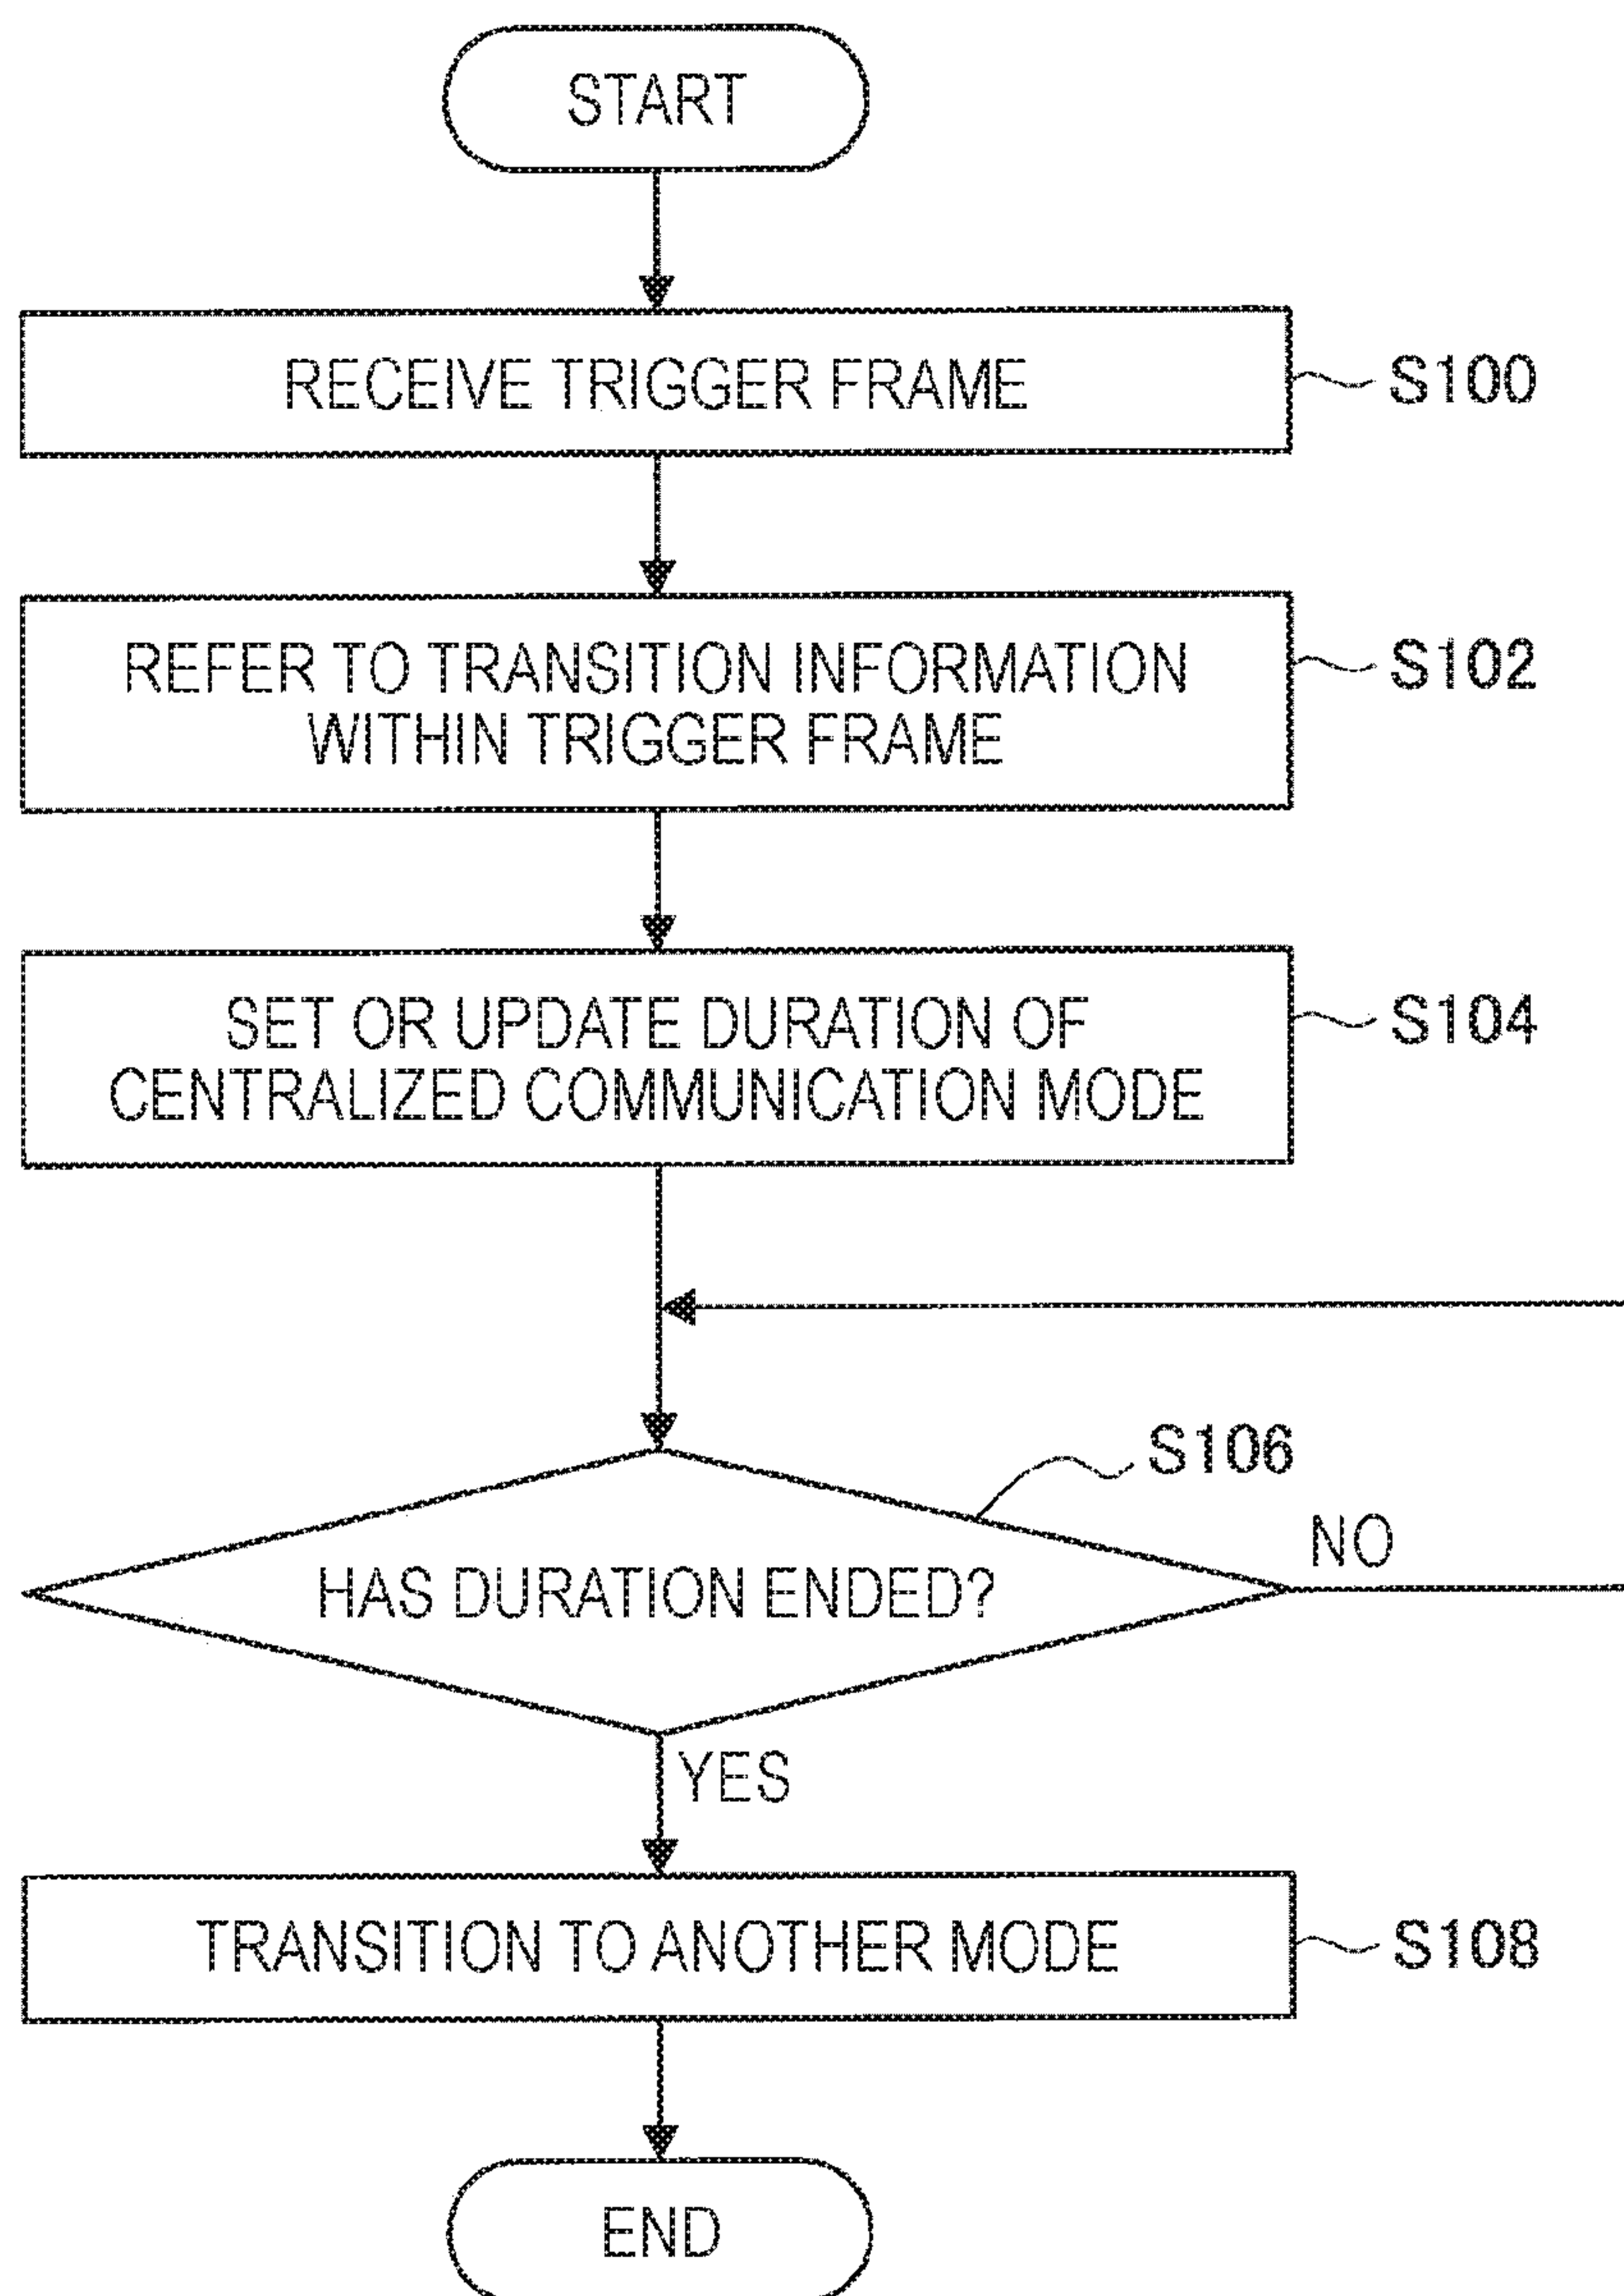 START
RECEIVE TRIGGER FRAME
S100
REFER TO TRANSITION INFORMATION
WITHIN TRIGGER FRAME
S102
SET OR UPDATE DURATION OF
CENTRALIZED COMMUNICATION MODE
S104
S106
HAS DURATION ENDED?
NO
YES
TRANSITION TO ANOTHER MODE
S108
END